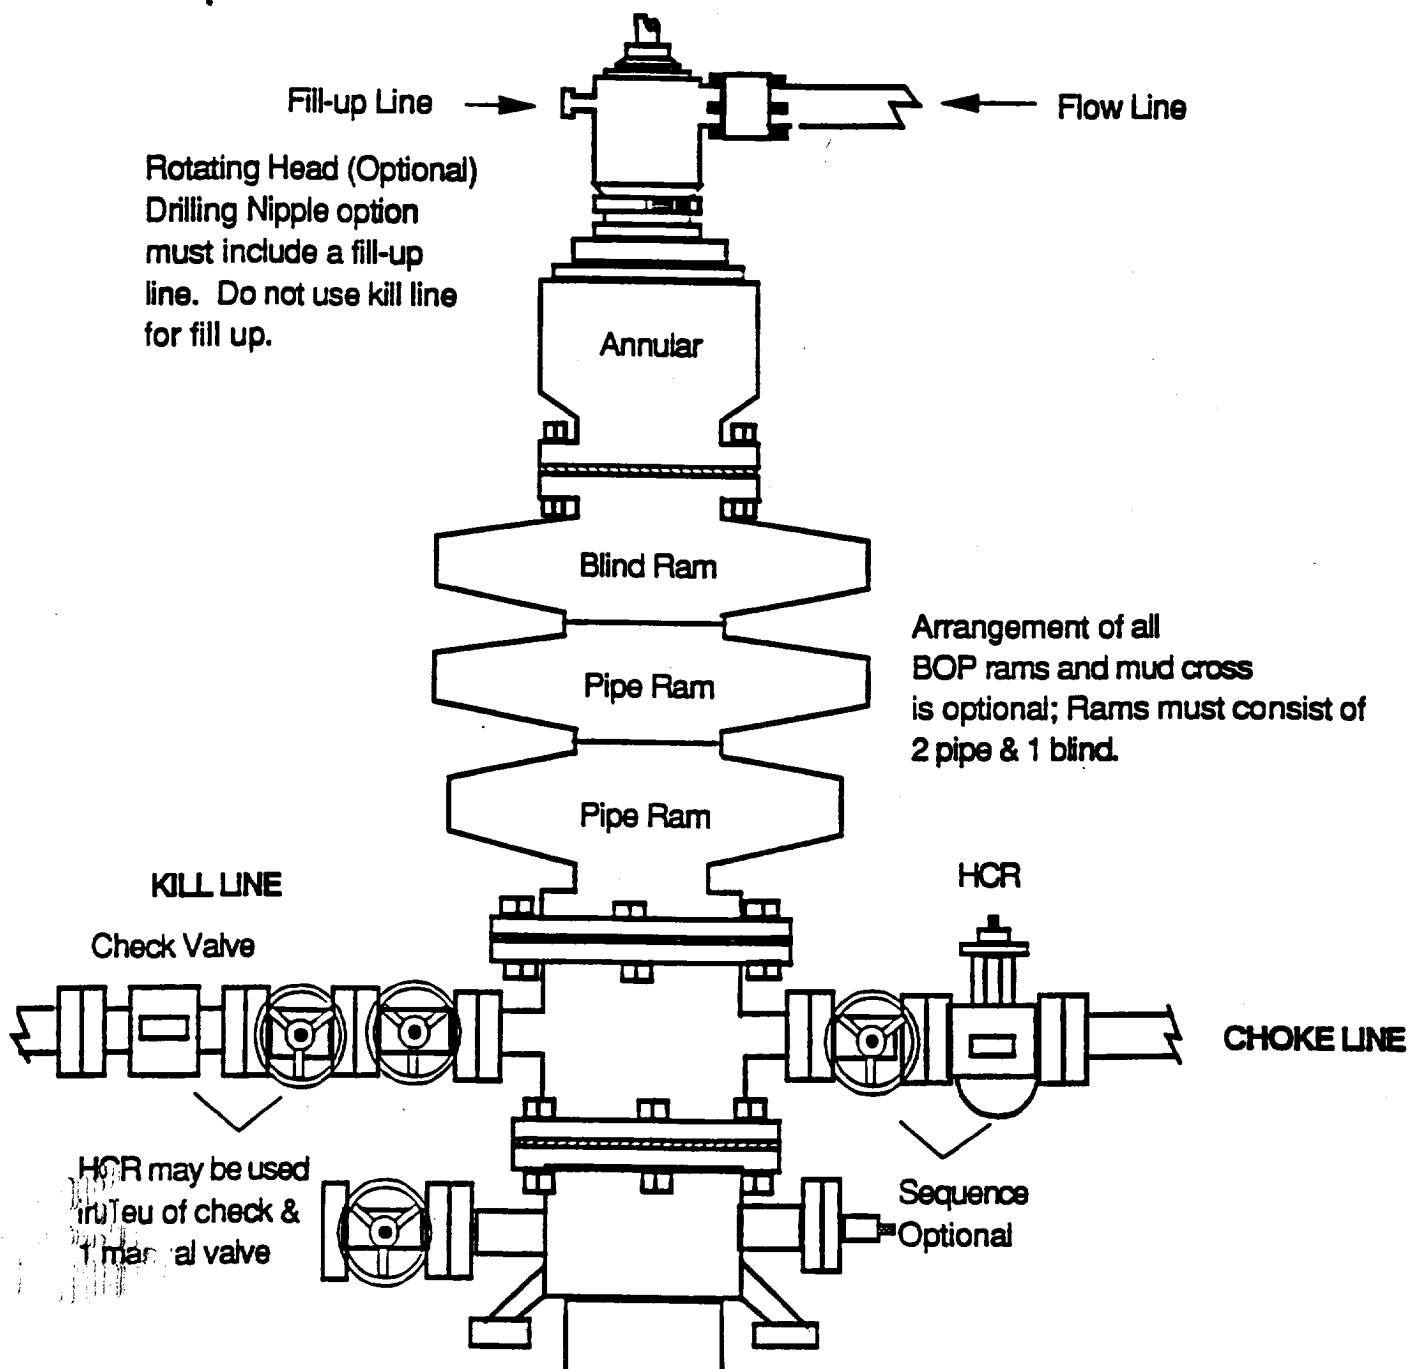 Fill-up Line
Flow Line
Rotating Head (Optional)
Drilling Nipple option
must include a fill-up
line. Do not use kill line
for fill up.
Annular
Blind Ram
Arrangement of all
BOP rams and mud cross
is optional; Rams must consist of
2 pipe & 1 blind.
Pipe Ram
Pipe Ram
KILL LINE
HCR
Check Valve
CHOKE LINE
HCR may be used
of check &
1 valve
Sequence
Optional